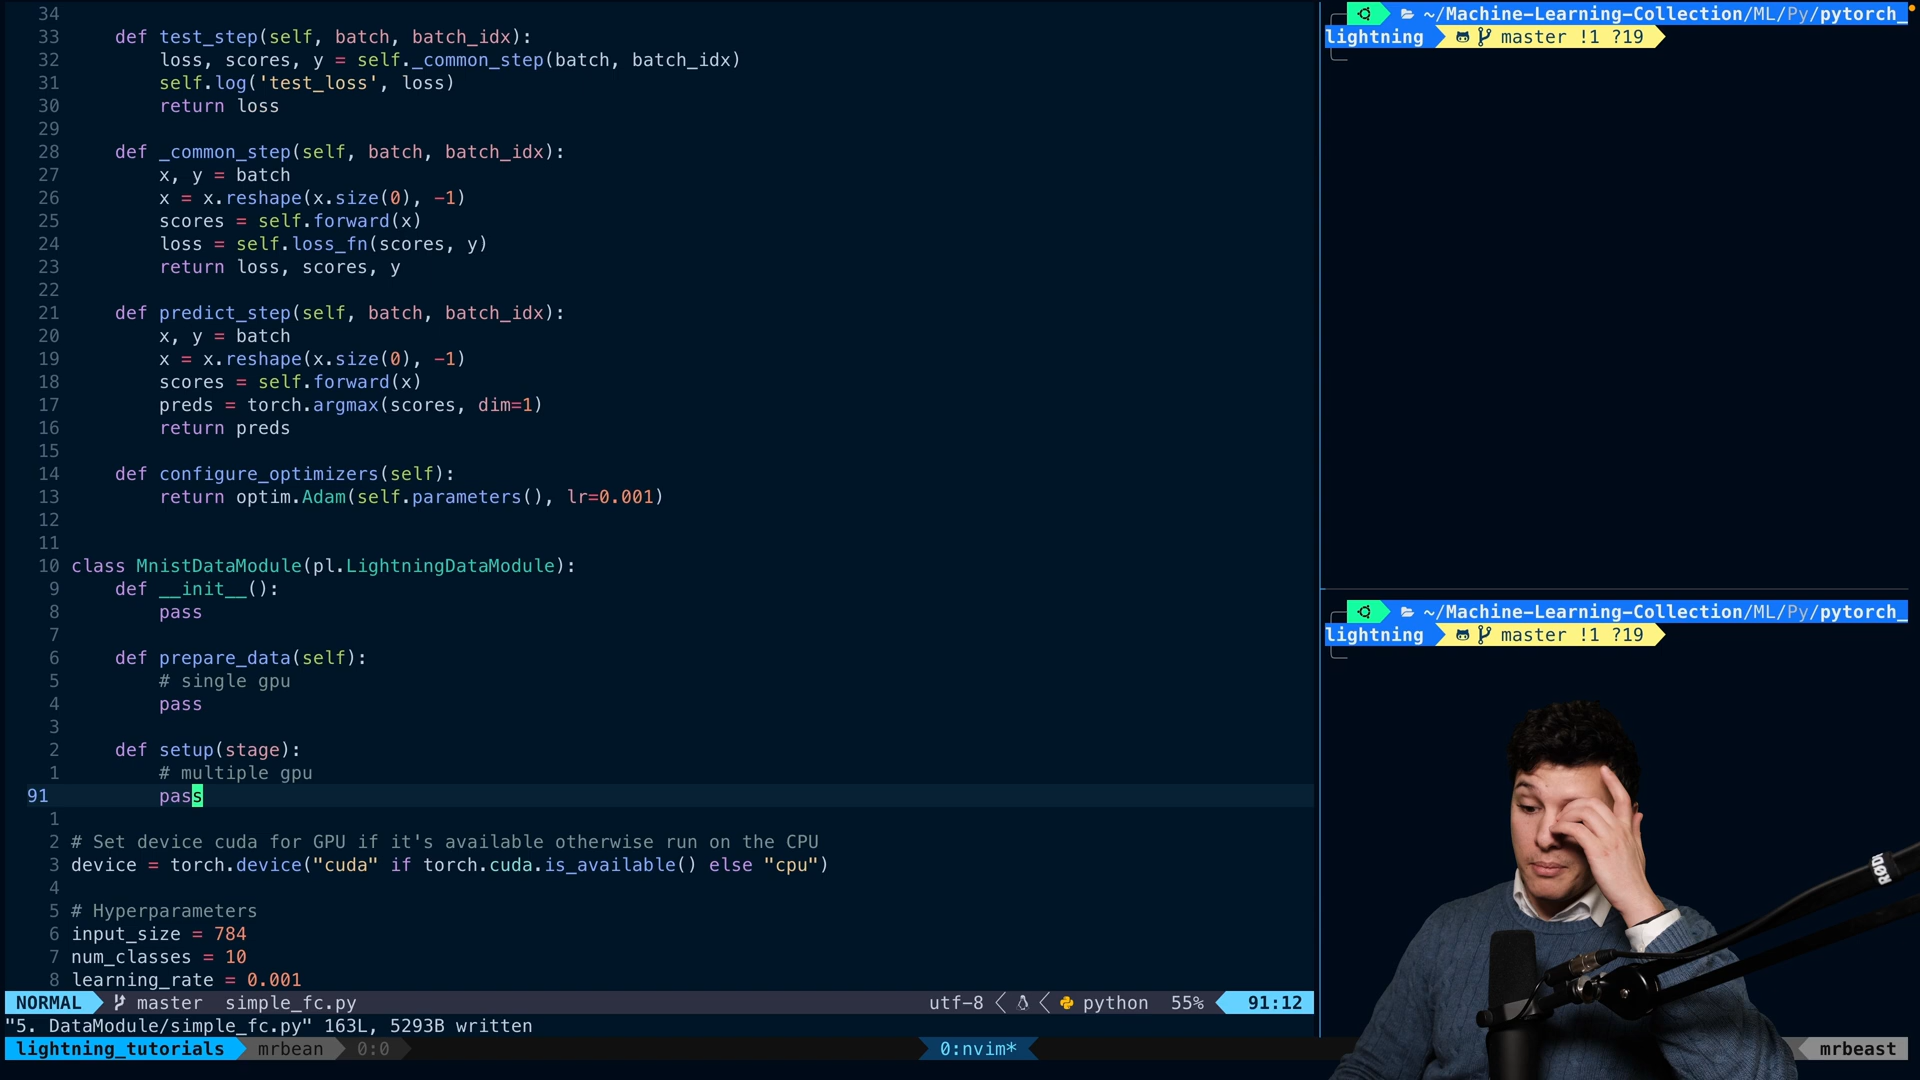 34
33     def test_step(self, batch, batch_idx):
32         loss, scores, y = self._common_step(batch, batch_idx)
31         self.log('test_loss', loss)
30         return loss
29
28     def _common_step(self, batch, batch_idx):
27         x, y = batch
26         x = x.reshape(x.size(0), -1)
25         scores = self.forward(x)
24         loss = self.loss_fn(scores, y)
23         return loss, scores, y
22
21     def predict_step(self, batch, batch_idx):
20         x, y = batch
19         x = x.reshape(x.size(0), -1)
18         scores = self.forward(x)
17         preds = torch.argmax(scores, dim=1)
16         return preds
15
14     def configure_optimizers(self):
13         return optim.Adam(self.parameters(), lr=0.001)
12
11
10 class MnistDataModule(pl.LightningDataModule):
9     def __init__():
8         pass
7
6     def prepare_data(self):
5         # single gpu
4         pass
3
2     def setup(stage):
1         # multiple gpu
91         pass
1
2 # Set device cuda for GPU if it's available otherwise run on the CPU
3 device = torch.device("cuda" if torch.cuda.is_available() else "cpu")
4
5 # Hyperparameters
6 input_size = 784
7 num_classes = 10
8 learning_rate = 0.001
NORMAL master simple_fc.py utf-8 python 55% 91:12
"5. DataModule/simple_fc.py" 163L, 5293B written
lightning_tutorials mrbean 0:0 0:nvim* mrbeast
~/Machine-Learning-Collection/ML/Py/pytorch_
lightning master !1 ?19
~/Machine-Learning-Collection/ML/Py/pytorch_
lightning master !1 ?19
RØDE